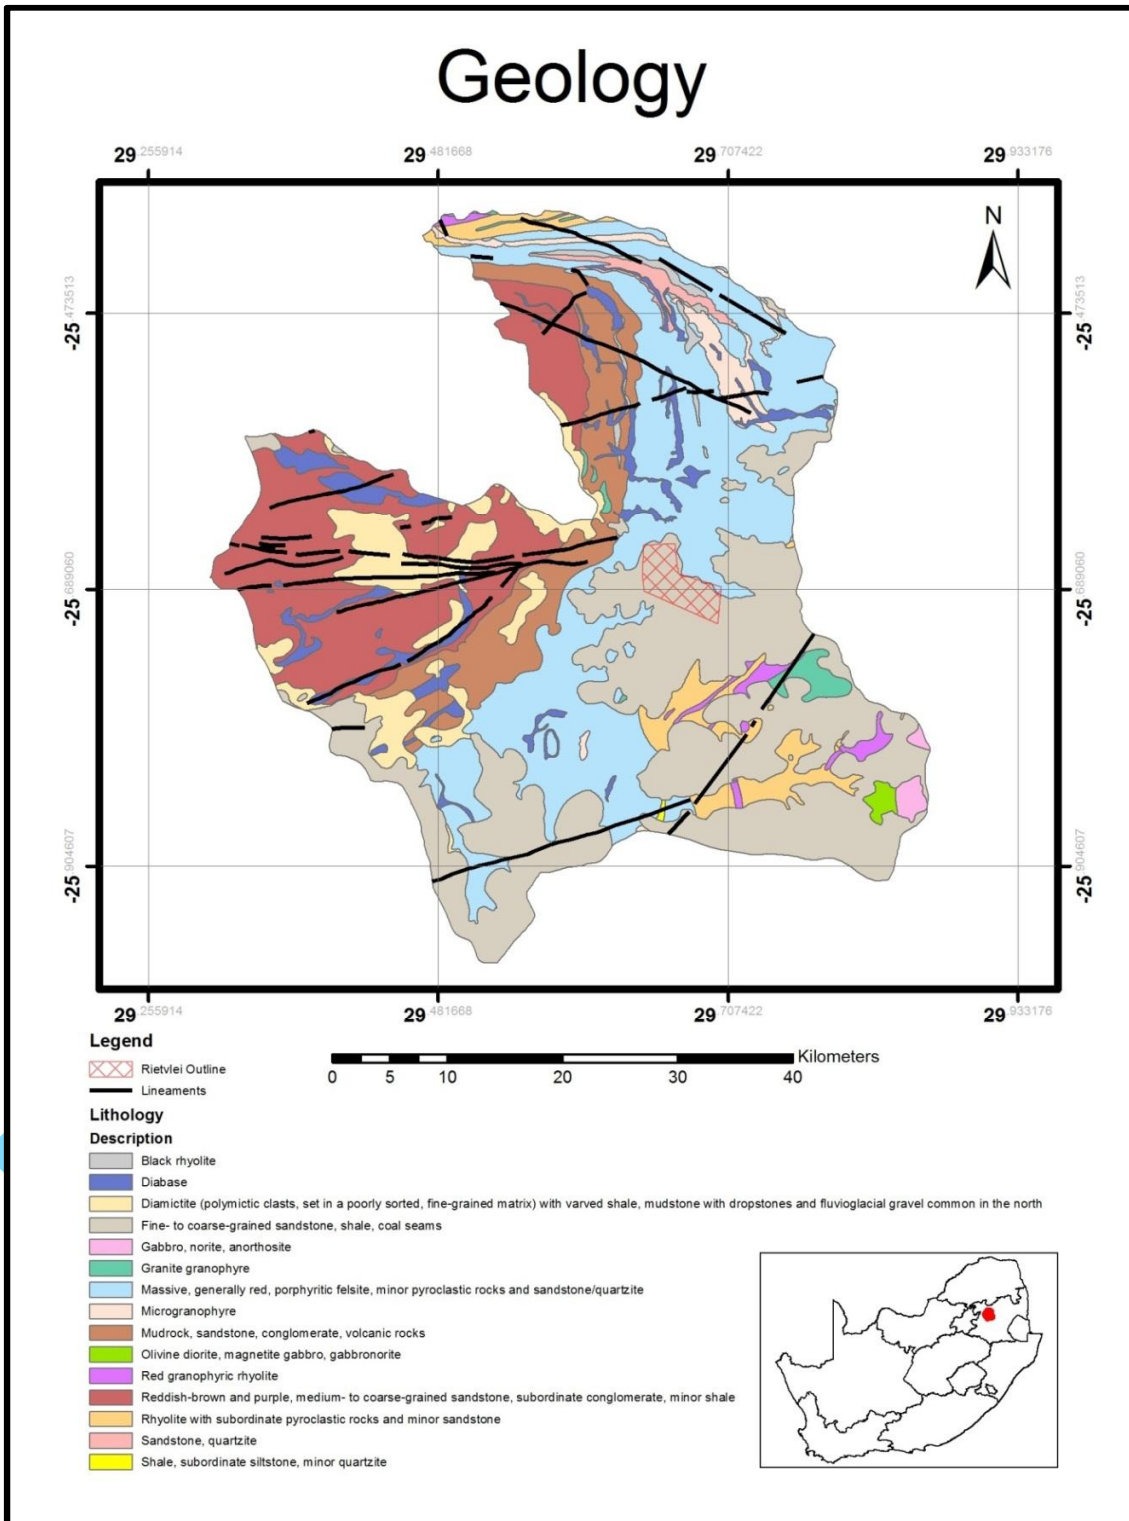 Geology
29.255914 29.481668 29.707422 29.933176
N
-25.473513 -25.473513
-25.689060 -25.689060
-25.904607 -25.904607
29.255914 29.481668 29.707422 29.933176
Legend
Rietvlei Outline
Lineaments
Kilometers
0 5 10 20 30 40
Lithology
Description
Black rhyolite
Diabase
Diamictite (polymictic clasts, set in a poorly sorted, fine-grained matrix) with varved shale, mudstone with dropstones and fluvioglacial gravel common in the north
Fine- to coarse-grained sandstone, shale, coal seams
Gabbro, norite, anorthosite
Granite granophyre
Massive, generally red, porphyritic felsite, minor pyroclastic rocks and sandstone/quartzite
Microgranophyre
Mudrock, sandstone, conglomerate, volcanic rocks
Olivine diorite, magnetite gabbro, gabbronorite
Red granophyric rhyolite
Reddish-brown and purple, medium- to coarse-grained sandstone, subordinate conglomerate, minor shale
Rhyolite with subordinate pyroclastic rocks and minor sandstone
Sandstone, quartzite
Shale, subordinate siltstone, minor quartzite